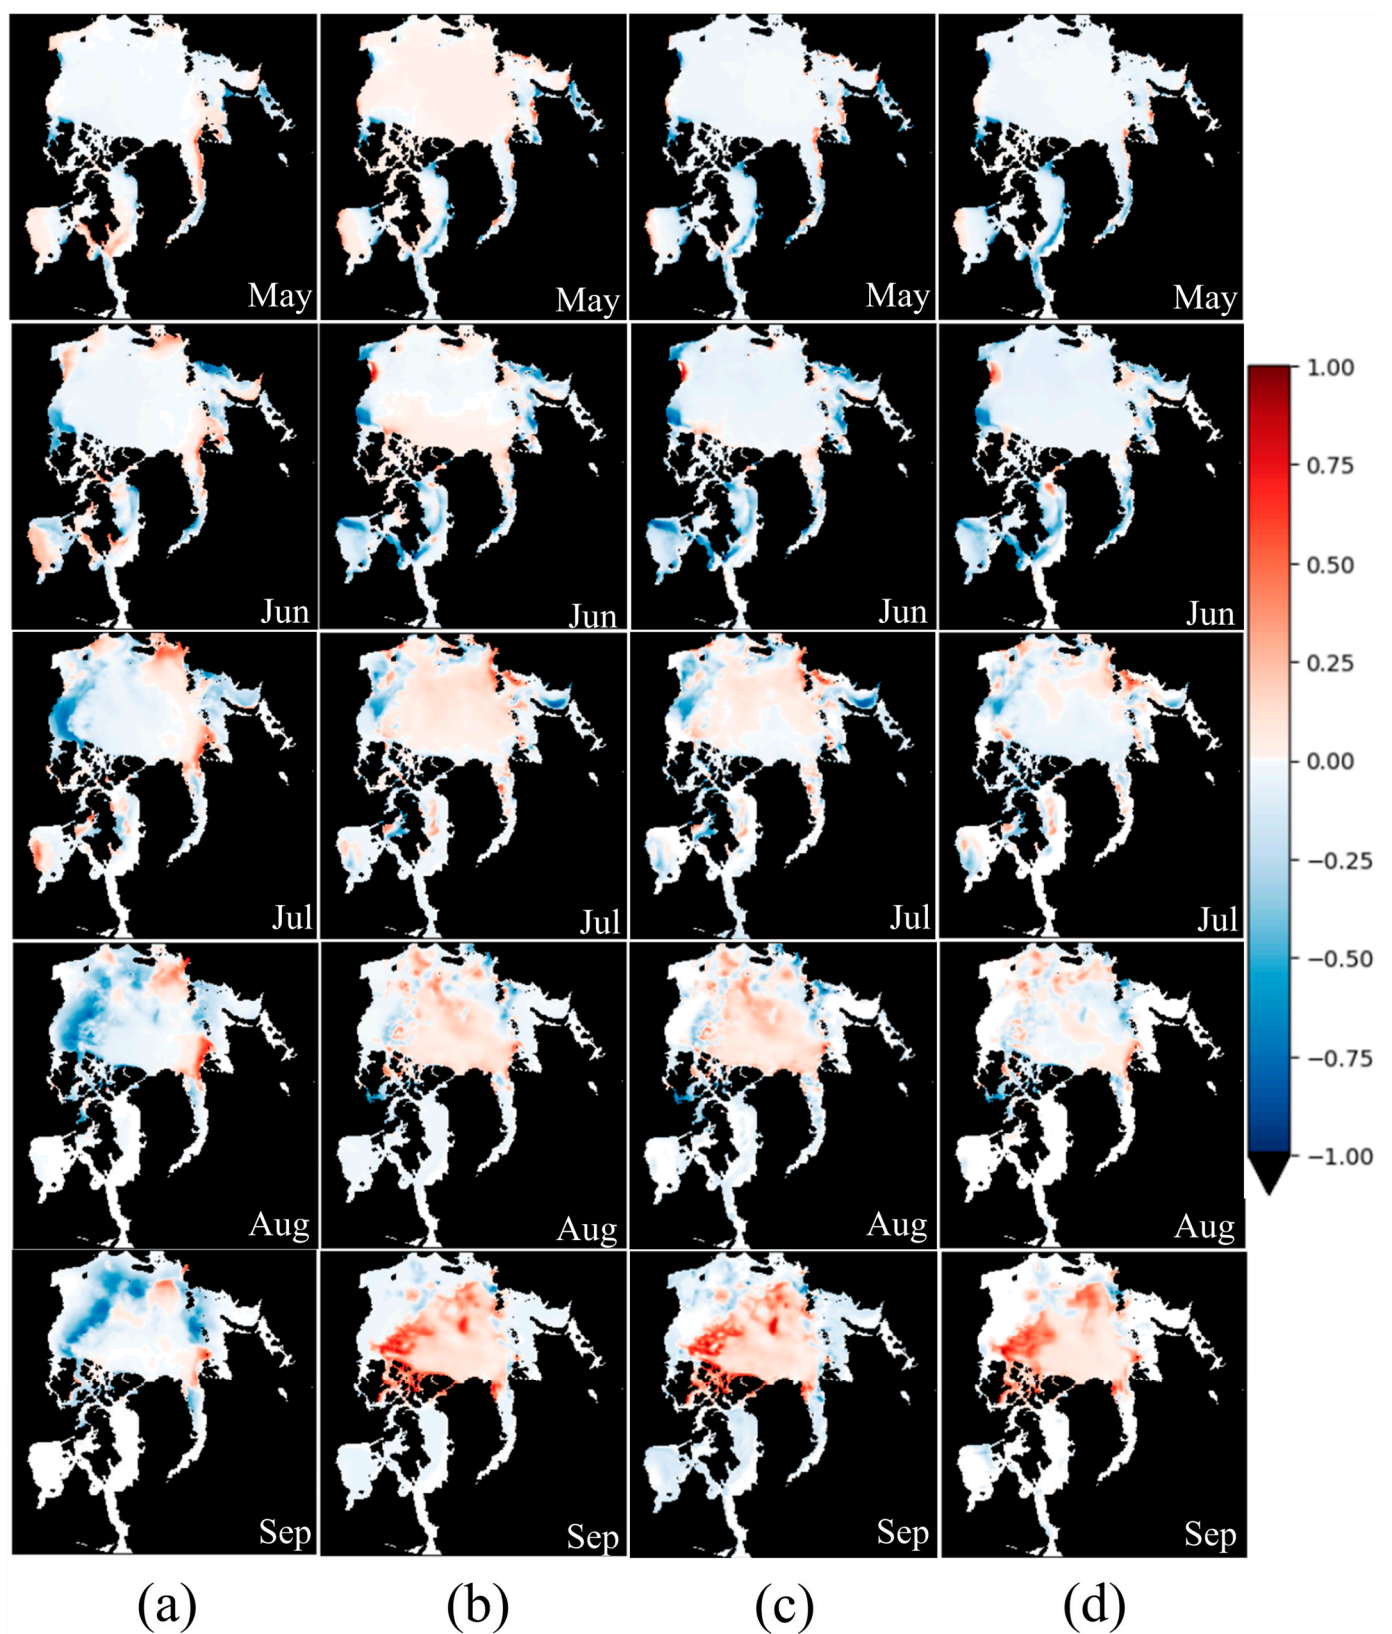 May May May May
Jun Jun Jun Jun
1.00
0.75
0.50
Jul Jul Jul Jul
0.25
0.00
−0.25
−0.50
−0.75
−1.00
Aug Aug Aug Aug
Sep Sep Sep Sep
(a) (b) (c) (d)